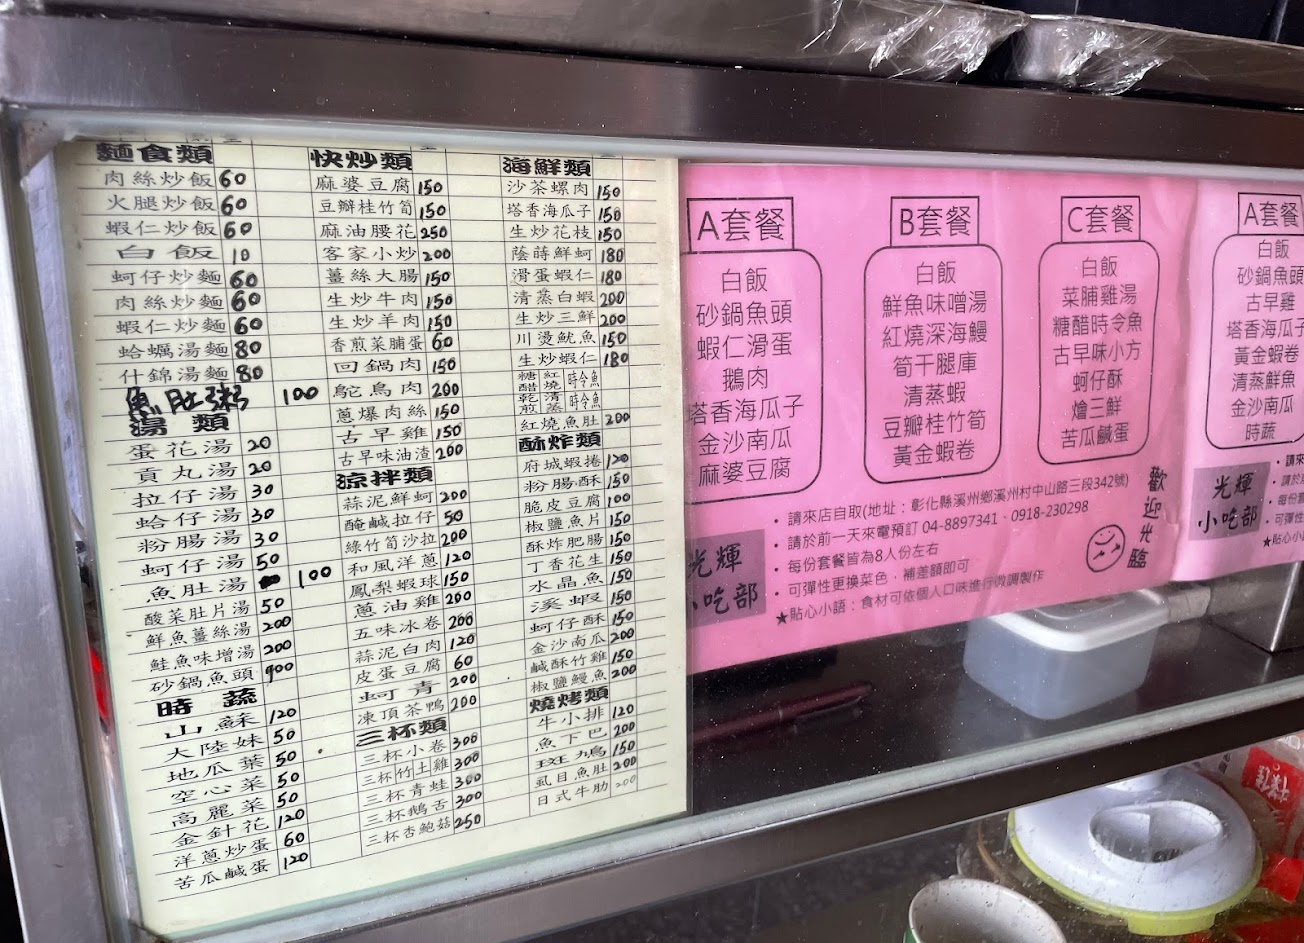 麵食類
肉絲炒飯 60
火腿炒飯 60
蝦仁炒飯 60
白飯 10
蚵仔炒麵 60
肉絲炒麵 60
蝦仁炒麵 60
蛤蠣湯麵 80
什錦湯麵 80
魚肚粥 100
湯類
蛋花湯 20
貢丸湯 20
拉仔湯 30
蛤仔湯 30
粉腸湯 30
蚵仔湯 50
魚肚湯 100
酸菜肚片湯 50
鮮魚薑絲湯 200
鮭魚味增湯 200
砂鍋魚頭 900
時蔬
山蘇 120
大陸妹 50
地瓜葉 50
空心菜 50
高麗菜 50
金針花 120
洋蔥炒蛋 60
苦瓜鹹蛋 120
快炒類
麻婆豆腐 150
豆瓣桂竹筍 150
麻油腰花 250
客家小炒 200
薑絲大腸 150
生炒牛肉 150
生炒羊肉 150
香煎菜脯蛋 60
回鍋肉 150
鴕鳥肉 200
蔥爆肉絲 150
古早雞 150
古早味油渣 200
涼拌類
蒜泥鮮蚵 200
醃鹹拉仔 50
綠竹筍沙拉 200
和風洋蔥 120
鳳梨蝦球 150
蔥油雞 200
五味冰卷 200
蒜泥白肉 120
皮蛋豆腐 60
蚵青 200
凍頂茶鴨 200
三杯類
三杯小卷 300
三杯竹土雞 300
三杯青蛙 300
三杯鵝舌 300
三杯杏鮑菇 250
海鮮類
沙茶螺肉 150
塔香海瓜子 150
生炒花枝 150
蔭蒔鮮蚵 180
滑蛋蝦仁 180
清蒸白蝦 200
生炒三鮮 200
川燙魷魚 150
生炒蝦仁 180
糖醋 紅燒 時令魚
乾煎 清蒸 時令魚
紅燒魚肚 200
酥炸類
府城蝦捲 120
粉腸酥 150
脆皮豆腐 100
椒鹽魚片 150
酥炸肥腸 150
丁香花生 150
水晶魚 150
溪蝦 150
蚵仔酥 150
金沙南瓜 200
鹹酥竹雞 150
椒鹽鰻魚 200
燒烤類
牛小排 120
魚下巴 200
斑鳩 150
虱目魚肚 200
日式牛肋 200
A套餐
白飯
砂鍋魚頭
蝦仁滑蛋
鵝肉
塔香海瓜子
金沙南瓜
麻婆豆腐
B套餐
白飯
鮮魚味噌湯
紅燒深海鰻
筍干腿庫
清蒸蝦
豆瓣桂竹筍
黃金蝦卷
C套餐
白飯
菜脯雞湯
糖醋時令魚
古早味小方
蚵仔酥
燴三鮮
苦瓜鹹蛋
光輝
小吃部
• 請來店自取(地址：彰化縣溪州鄉溪州村中山路三段342號)
• 請於前一天來電預訂 04-8897341、0918-230298
• 每份套餐皆為8人份左右
• 可彈性更換菜色，補差額即可
★貼心小語：食材可依個人口味進行微調製作
歡迎光臨
A套餐
白飯
砂鍋魚頭
古早雞
塔香海瓜子
黃金蝦卷
清蒸鮮魚
金沙南瓜
時蔬
光輝
小吃部
• 請來
• 請於
• 每份
• 可彈性
★貼心小